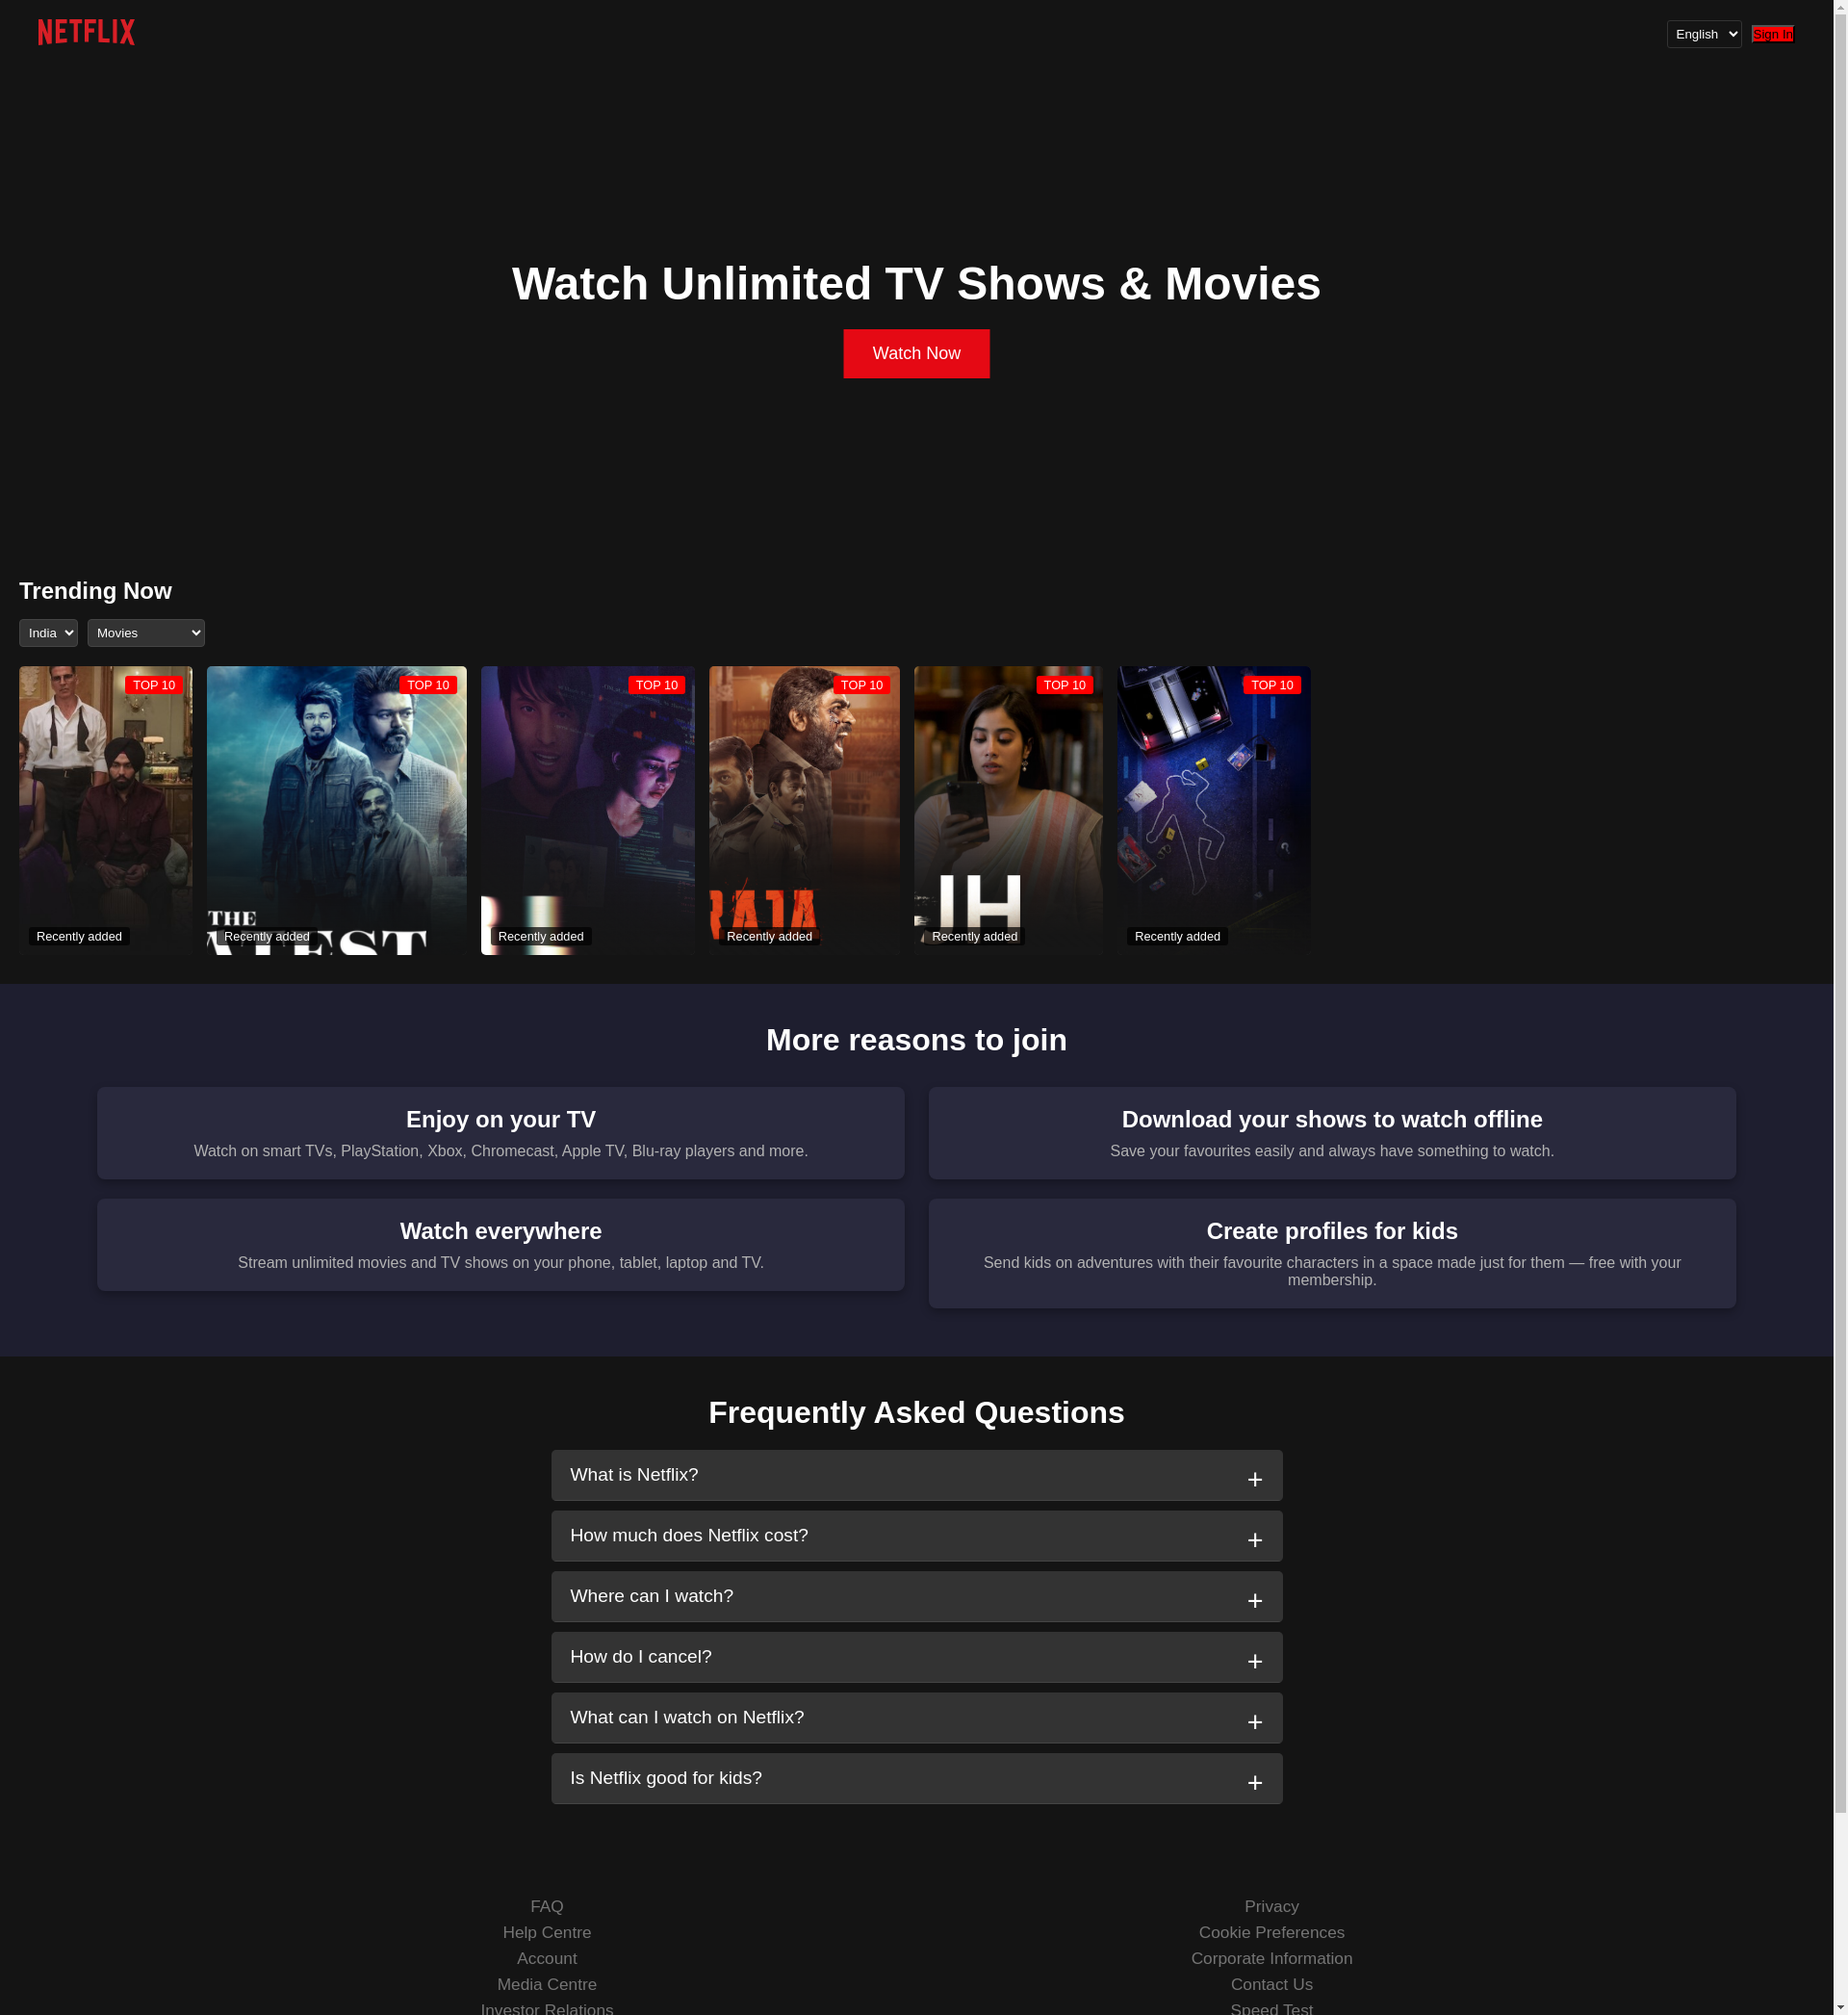 NETFLIX
English
Sign In
Watch Unlimited TV Shows & Movies
Watch Now
Trending Now
India
Movies
TOP 10
TOP 10
TOP 10
TOP 10
TOP 10
TOP 10
THE
RAJA
Recently added
Recently added
Recently added
Recently added
Recently added
Recently added
More reasons to join
Enjoy on your TV
Watch on smart TVs, PlayStation, Xbox, Chromecast, Apple TV, Blu-ray players and more.
Download your shows to watch offline
Save your favourites easily and always have something to watch.
Watch everywhere
Stream unlimited movies and TV shows on your phone, tablet, laptop and TV.
Create profiles for kids
Send kids on adventures with their favourite characters in a space made just for them — free with your
membership.
Frequently Asked Questions
What is Netflix?
+
How much does Netflix cost?
+
Where can I watch?
+
How do I cancel?
+
What can I watch on Netflix?
+
Is Netflix good for kids?
+
FAQ
Help Centre
Account
Media Centre
Investor Relations
Privacy
Cookie Preferences
Corporate Information
Contact Us
Speed Test